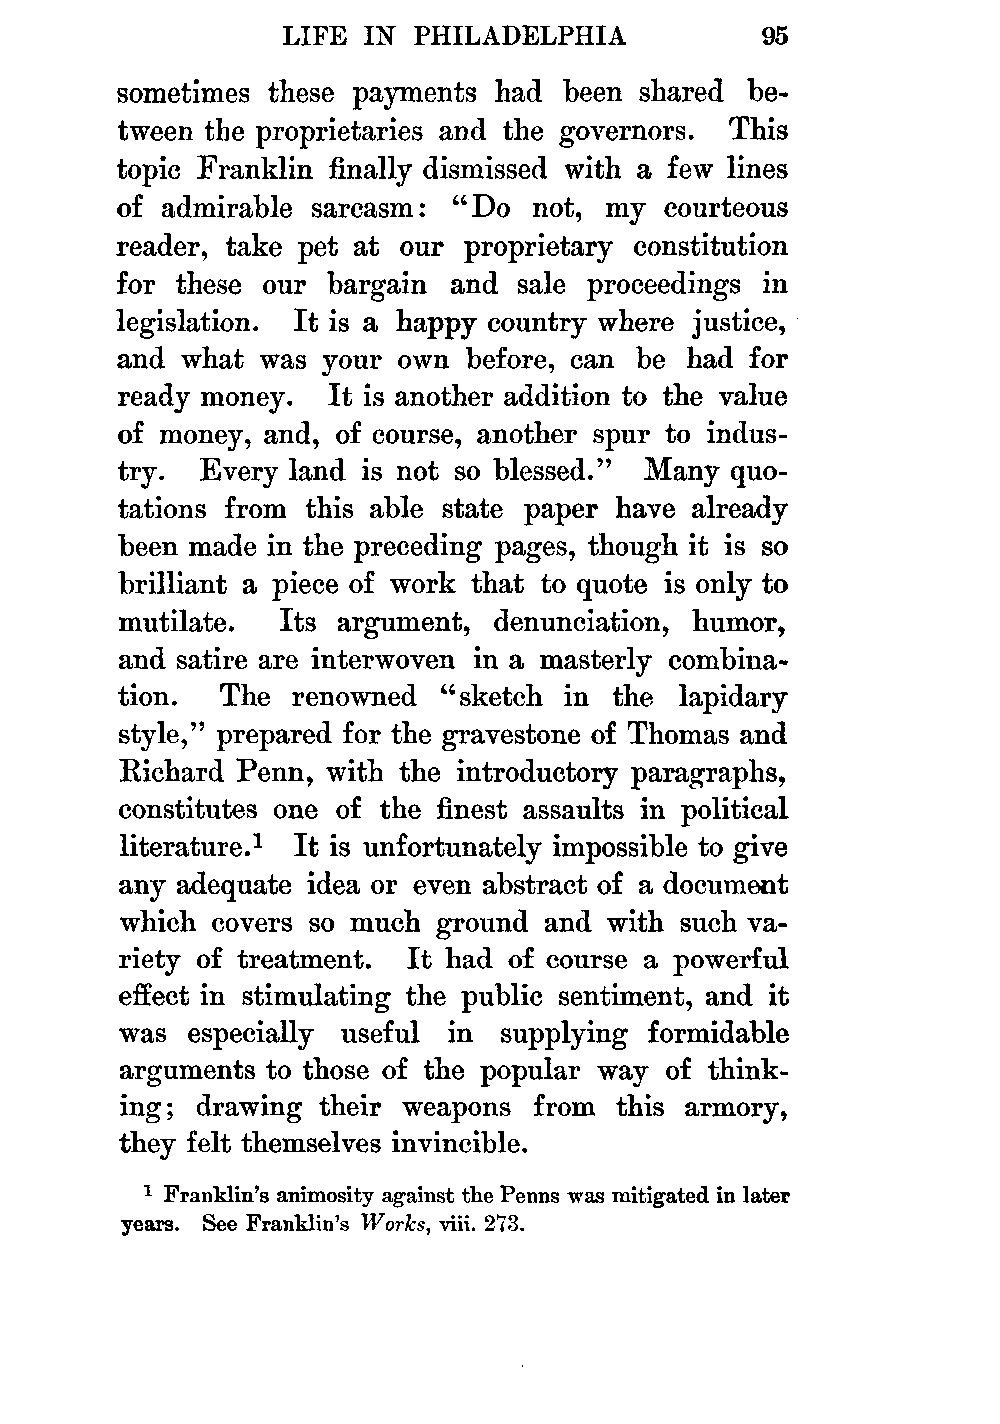 LIFE IN PHILADELPHIA 95
sometimes these payments had been shared be-
tween the proprietaries and the governors. This
topic Franklin finally dismissed with a few lines
of admirable sarcasm: “Do not, my courteous
reader, take pet at our proprietary constitution
for these our bargain and sale proceedings in
legislation. It is a happy country where justice,
and what was your own before, can be had for
ready money. It is another addition to the value
of money, and, of course, another spur to indus-
try. Every land is not so blessed.” Many quo-
tations from this able state paper have already
been made in the preceding pages, though it is so
brilliant a piece of work that to quote is only to
mutilate. Its argument, denunciation, humor,
and satire are interwoven in a masterly combina-
tion. The renowned “sketch in the lapidary
style,” prepared for the gravestone of Thomas and
Richard Penn, with the introductory paragraphs,
constitutes one of the finest assaults in political
literature.¹ It is unfortunately impossible to give
any adequate idea or even abstract of a document
which covers so much ground and with such va-
riety of treatment. It had of course a powerful
effect in stimulating the public sentiment, and it
was especially useful in supplying formidable
arguments to those of the popular way of think-
ing; drawing their weapons from this armory,
they felt themselves invincible.
¹ Franklin’s animosity against the Penns was mitigated in later
years. See Franklin’s Works, viii. 273.